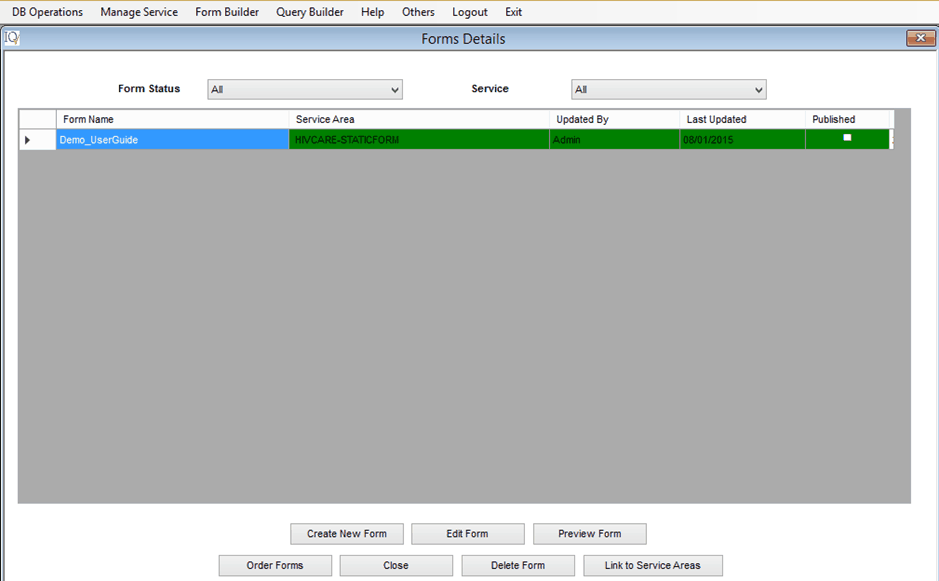 DB Operations Manage Service Form Builder Query Builder Help Others Logout Exit
IQ Forms Details
Form Status All Service All
Form Name Service Area Updated By Last Updated Published
Demo_UserGuide HIVCARE-STATICFORM Admin 08/01/2015
Create New Form Edit Form Preview Form
Order Forms Close Delete Form Link to Service Areas